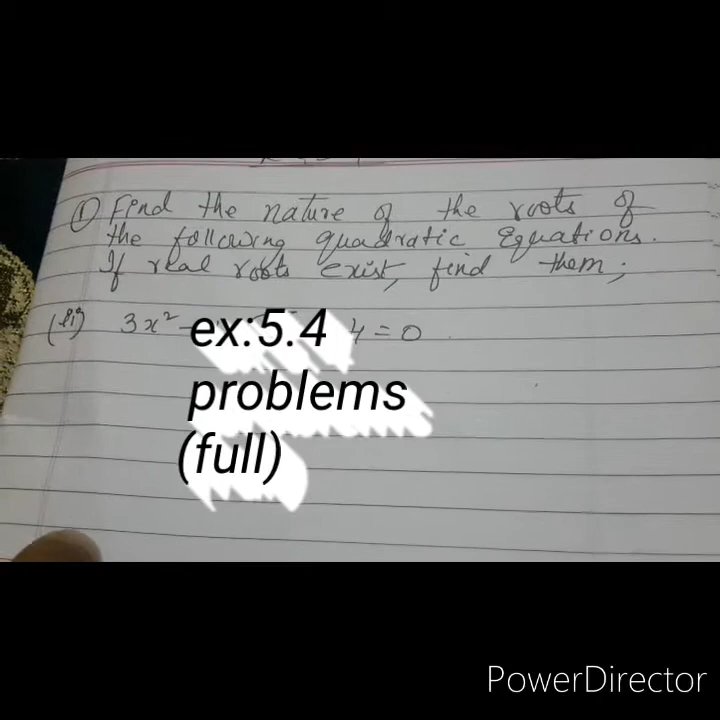 ① Find the nature of the roots of
the following quadratic Equations.
If real roots exist, find them;
(ii) 3x² - 4 = 0
ex:5.4
problems
(full)
PowerDirector